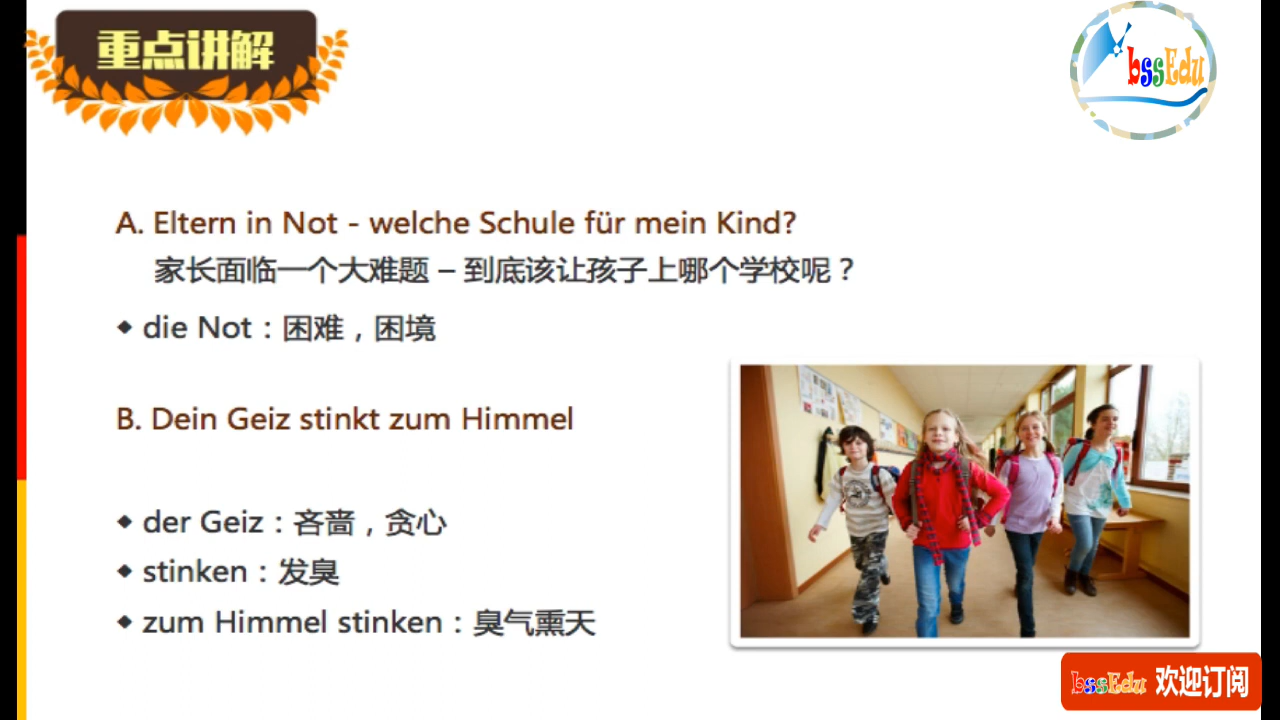 重点讲解
bssEdu
A. Eltern in Not - welche Schule für mein Kind?
家长面临一个大难题 – 到底该让孩子上哪个学校呢？
◆ die Not：困难，困境
B. Dein Geiz stinkt zum Himmel
◆ der Geiz：吝啬，贪心
◆ stinken：发臭
◆ zum Himmel stinken：臭气熏天
bssEdu 欢迎订阅